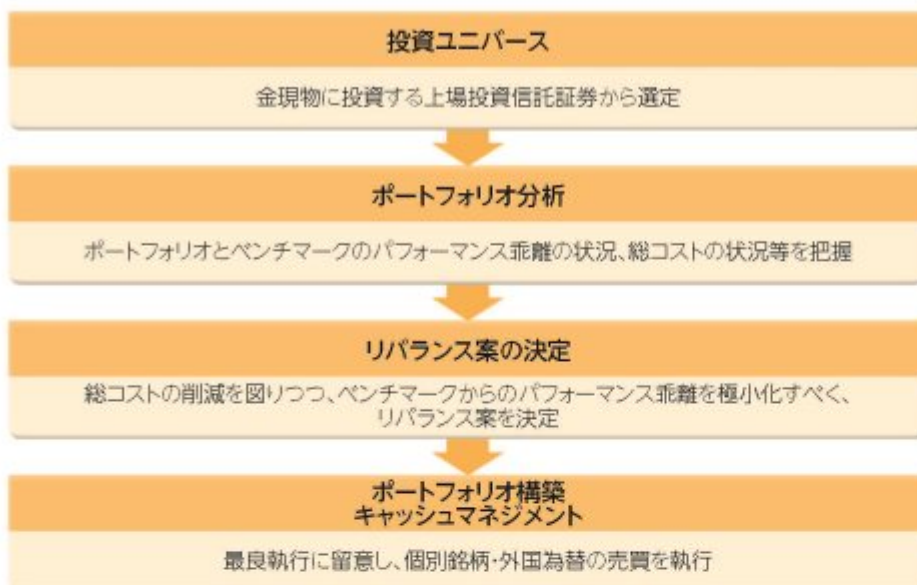 投資ユニバース
金現物に投資する上場投資信託証券から選定
ポートフォリオ分析
ポートフォリオとベンチマークのパフォーマンス乖離の状況、総コストの状況等を把握
リバランス案の決定
総コストの削減を図りつつ、ベンチマークからのパフォーマンス乖離を極小化すべく、
リバランス案を決定
ポートフォリオ構築
キャッシュマネジメント
最良執行に留意し、個別銘柄・外国為替の売買を執行